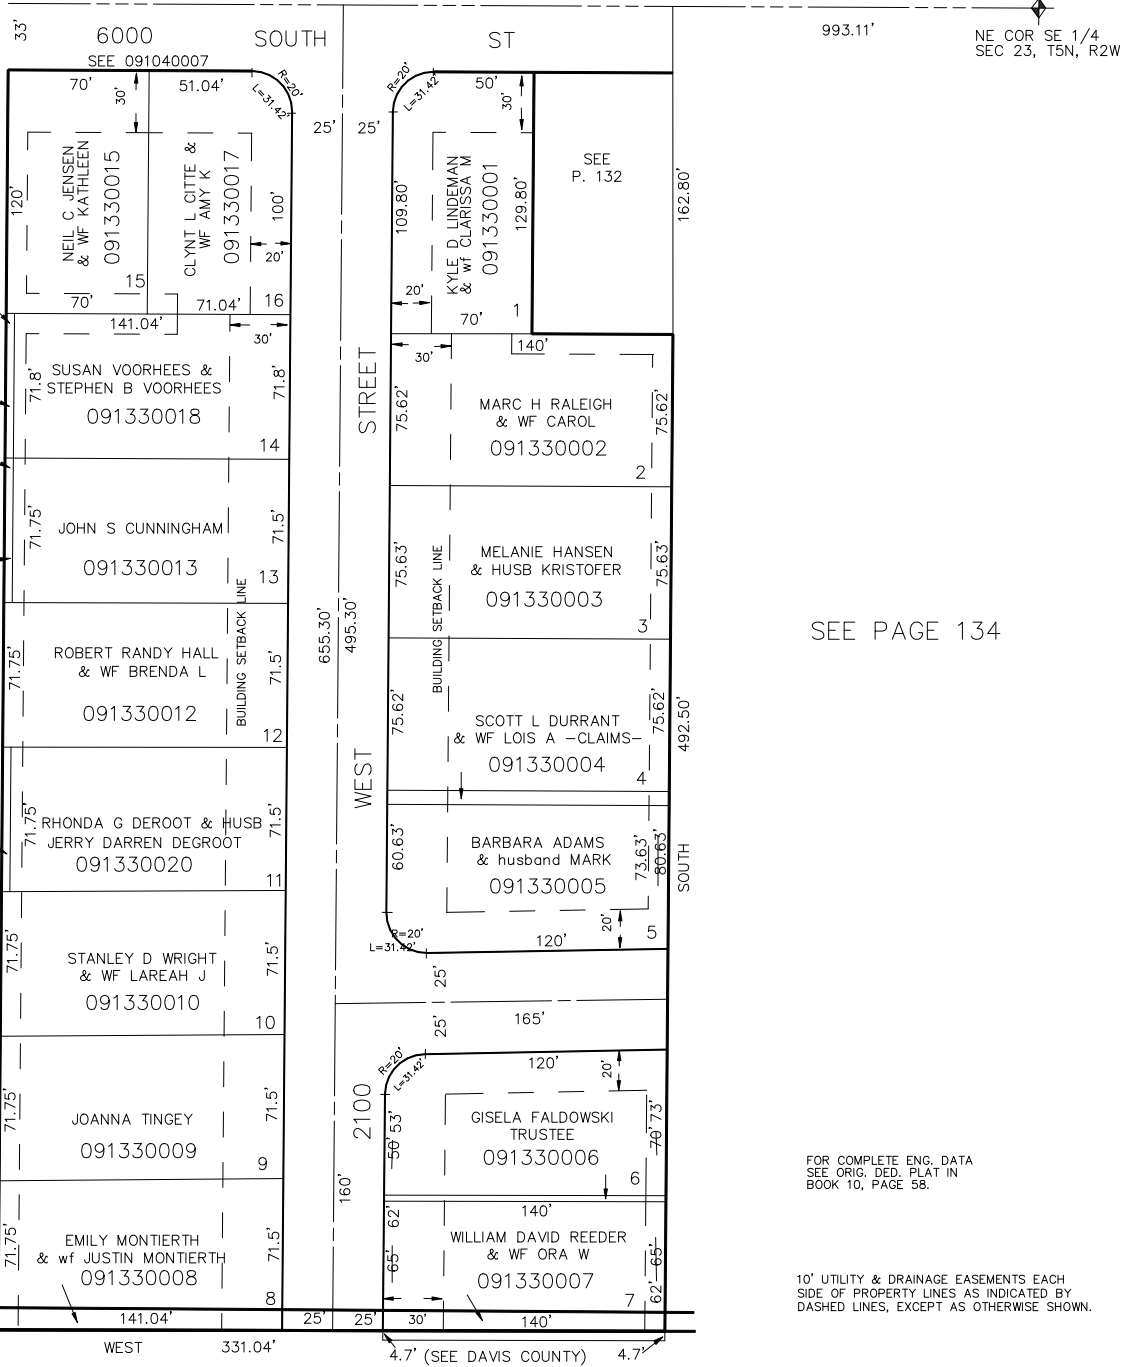 33'
6000
SOUTH
ST
993.11'
NE COR SE 1/4
SEC 23, T5N, R2W
SEE 091040007
70'
51.04'
30'
R=20'
L=31.42'
25'
25'
R=20'
L=31.42'
50'
30'
SEE
P. 132
120'
NEIL C JENSEN
& WF KATHLEEN
091330015
15
70'
CLYNT L CITTE &
WF AMY K
091330017
100'
20'
71.04'
16
109.80'
KYLE D LINDEMAN
& wf CLARISSA M
091330001
129.80'
20'
70'
1
162.80'
141.04'
30'
71.8'
SUSAN VOORHEES &
STEPHEN B VOORHEES
091330018
71.8'
14
STREET
30'
140'
75.62'
MARC H RALEIGH
& WF CAROL
091330002
75.62'
2
71.75'
JOHN S CUNNINGHAM
091330013
71.5'
13
BUILDING SETBACK LINE
75.63'
MELANIE HANSEN
& HUSB KRISTOFER
091330003
75.63'
3
BUILDING SETBACK LINE
655.30'
495.30'
SEE PAGE 134
71.75'
ROBERT RANDY HALL
& WF BRENDA L
091330012
71.5'
12
WEST
75.62'
SCOTT L DURRANT
& WF LOIS A -CLAIMS-
091330004
75.62'
4
492.50'
71.75'
RHONDA G DEROOT & HUSB
JERRY DARREN DEGROOT
091330020
71.5'
11
60.63'
BARBARA ADAMS
& husband MARK
091330005
73.63'
80.63'
SOUTH
20'
5
R=20'
L=31.42'
120'
71.75'
STANLEY D WRIGHT
& WF LAREAH J
091330010
71.5'
10
25'
165'
25'
R=20'
L=31.42'
120'
20'
2100
71.75'
JOANNA TINGEY
091330009
71.5'
9
50'
53'
GISELA FALDOWSKI
TRUSTEE
091330006
73'
70'
6
FOR COMPLETE ENG. DATA
SEE ORIG. DED. PLAT IN
BOOK 10, PAGE 58.
160'
71.75'
EMILY MONTIERTH
& wf JUSTIN MONTIERTH
091330008
71.5'
8
62'
65'
140'
WILLIAM DAVID REEDER
& WF ORA W
091330007
65'
62'
7
10' UTILITY & DRAINAGE EASEMENTS EACH
SIDE OF PROPERTY LINES AS INDICATED BY
DASHED LINES, EXCEPT AS OTHERWISE SHOWN.
141.04'
25'
25'
30'
140'
WEST
331.04'
4.7' (SEE DAVIS COUNTY)
4.7'